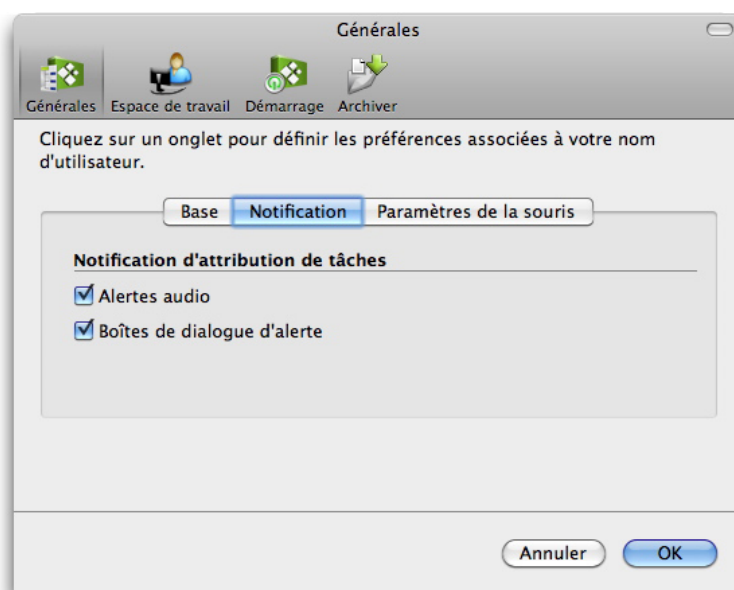 Générales
Générales Espace de travail Démarrage Archiver
Cliquez sur un onglet pour définir les préférences associées à votre nom
d'utilisateur.
Base Notification Paramètres de la souris
Notification d'attribution de tâches
Alertes audio
Boîtes de dialogue d'alerte
Annuler OK